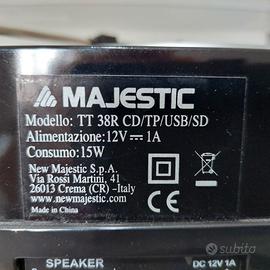 MAJESTIC
Modello: TT 38R CD/TP/USB/SD
Alimentazione:12V⎓1A
Consumo:15W
New Majestic S.p.A.
Via Rossi Martini, 41
26013 Crema (CR) -Italy
www.newmajestic.com
Made in China
SPEAKER
DC 12V 1A
subito